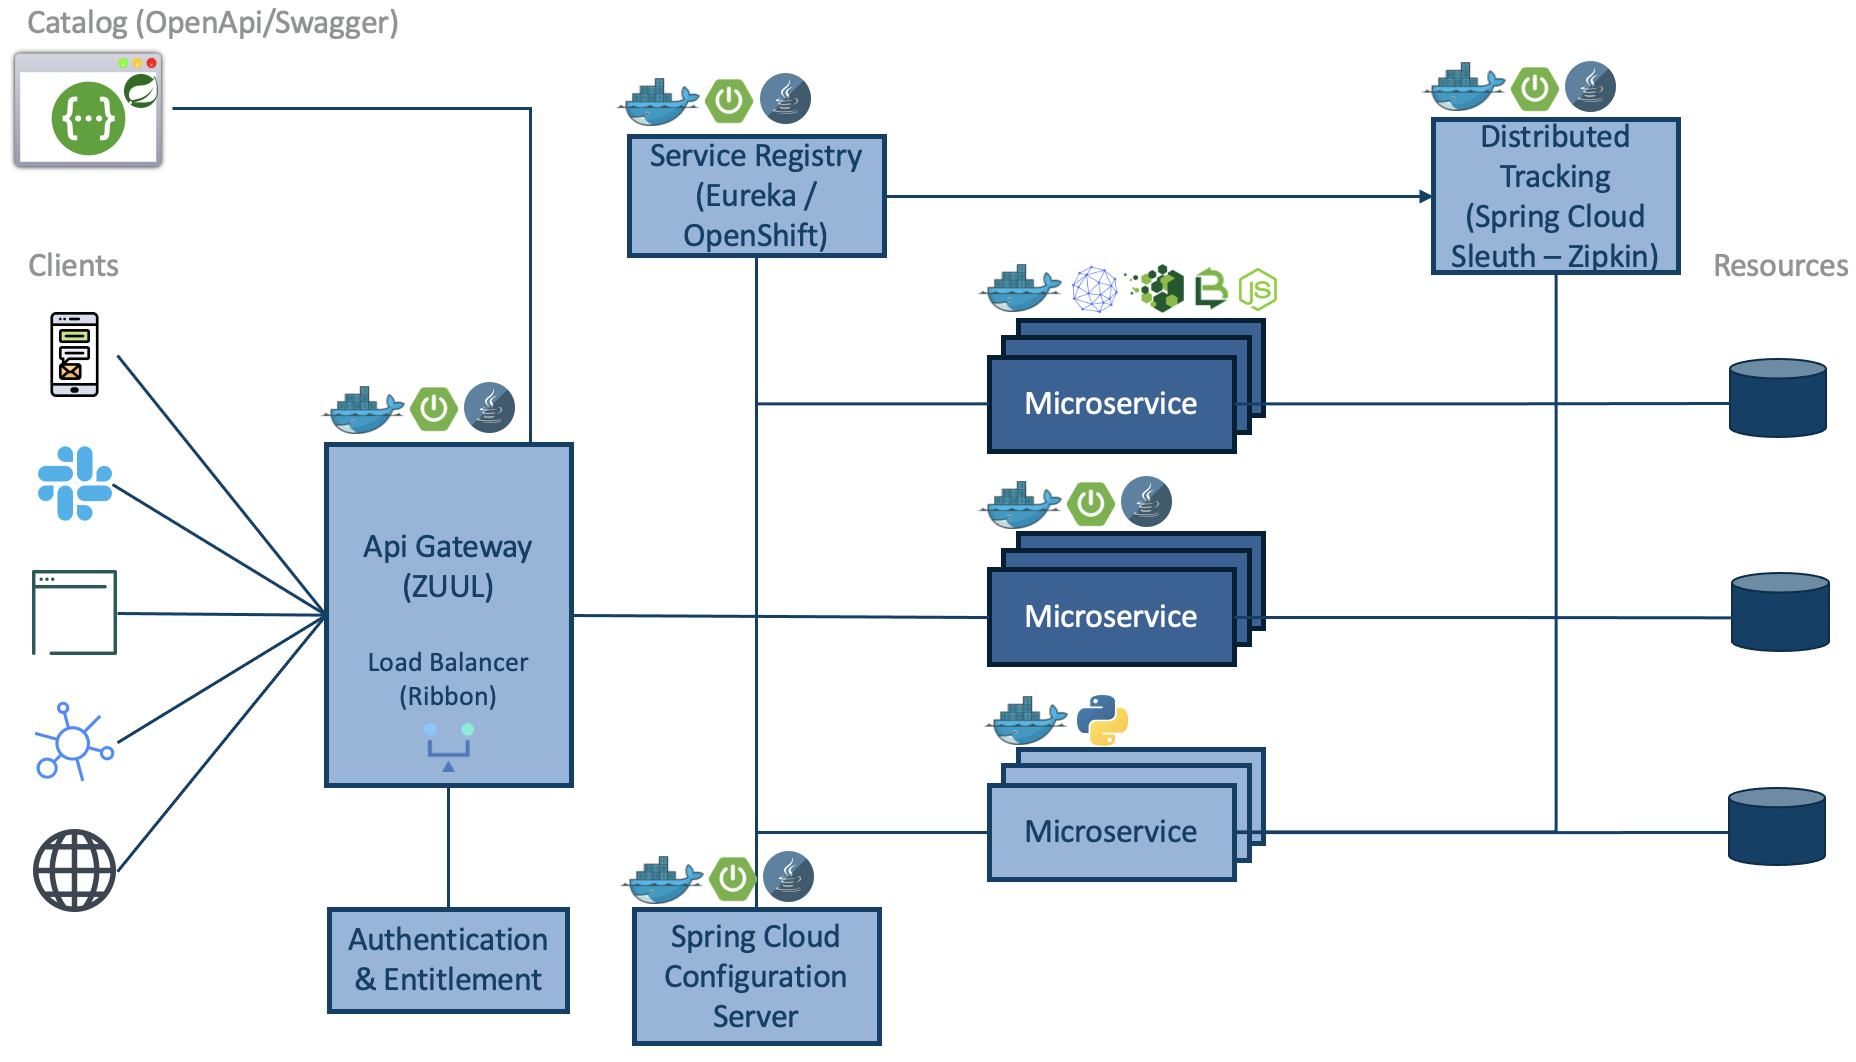 Catalog (OpenApi/Swagger)
{···}
Service Registry
(Eureka /
OpenShift)
Distributed
Tracking
(Spring Cloud
Sleuth – Zipkin)
Clients
Resources
JS
Microservice
Api Gateway
(ZUUL)
Load Balancer
(Ribbon)
Microservice
Microservice
Authentication
& Entitlement
Spring Cloud
Configuration
Server